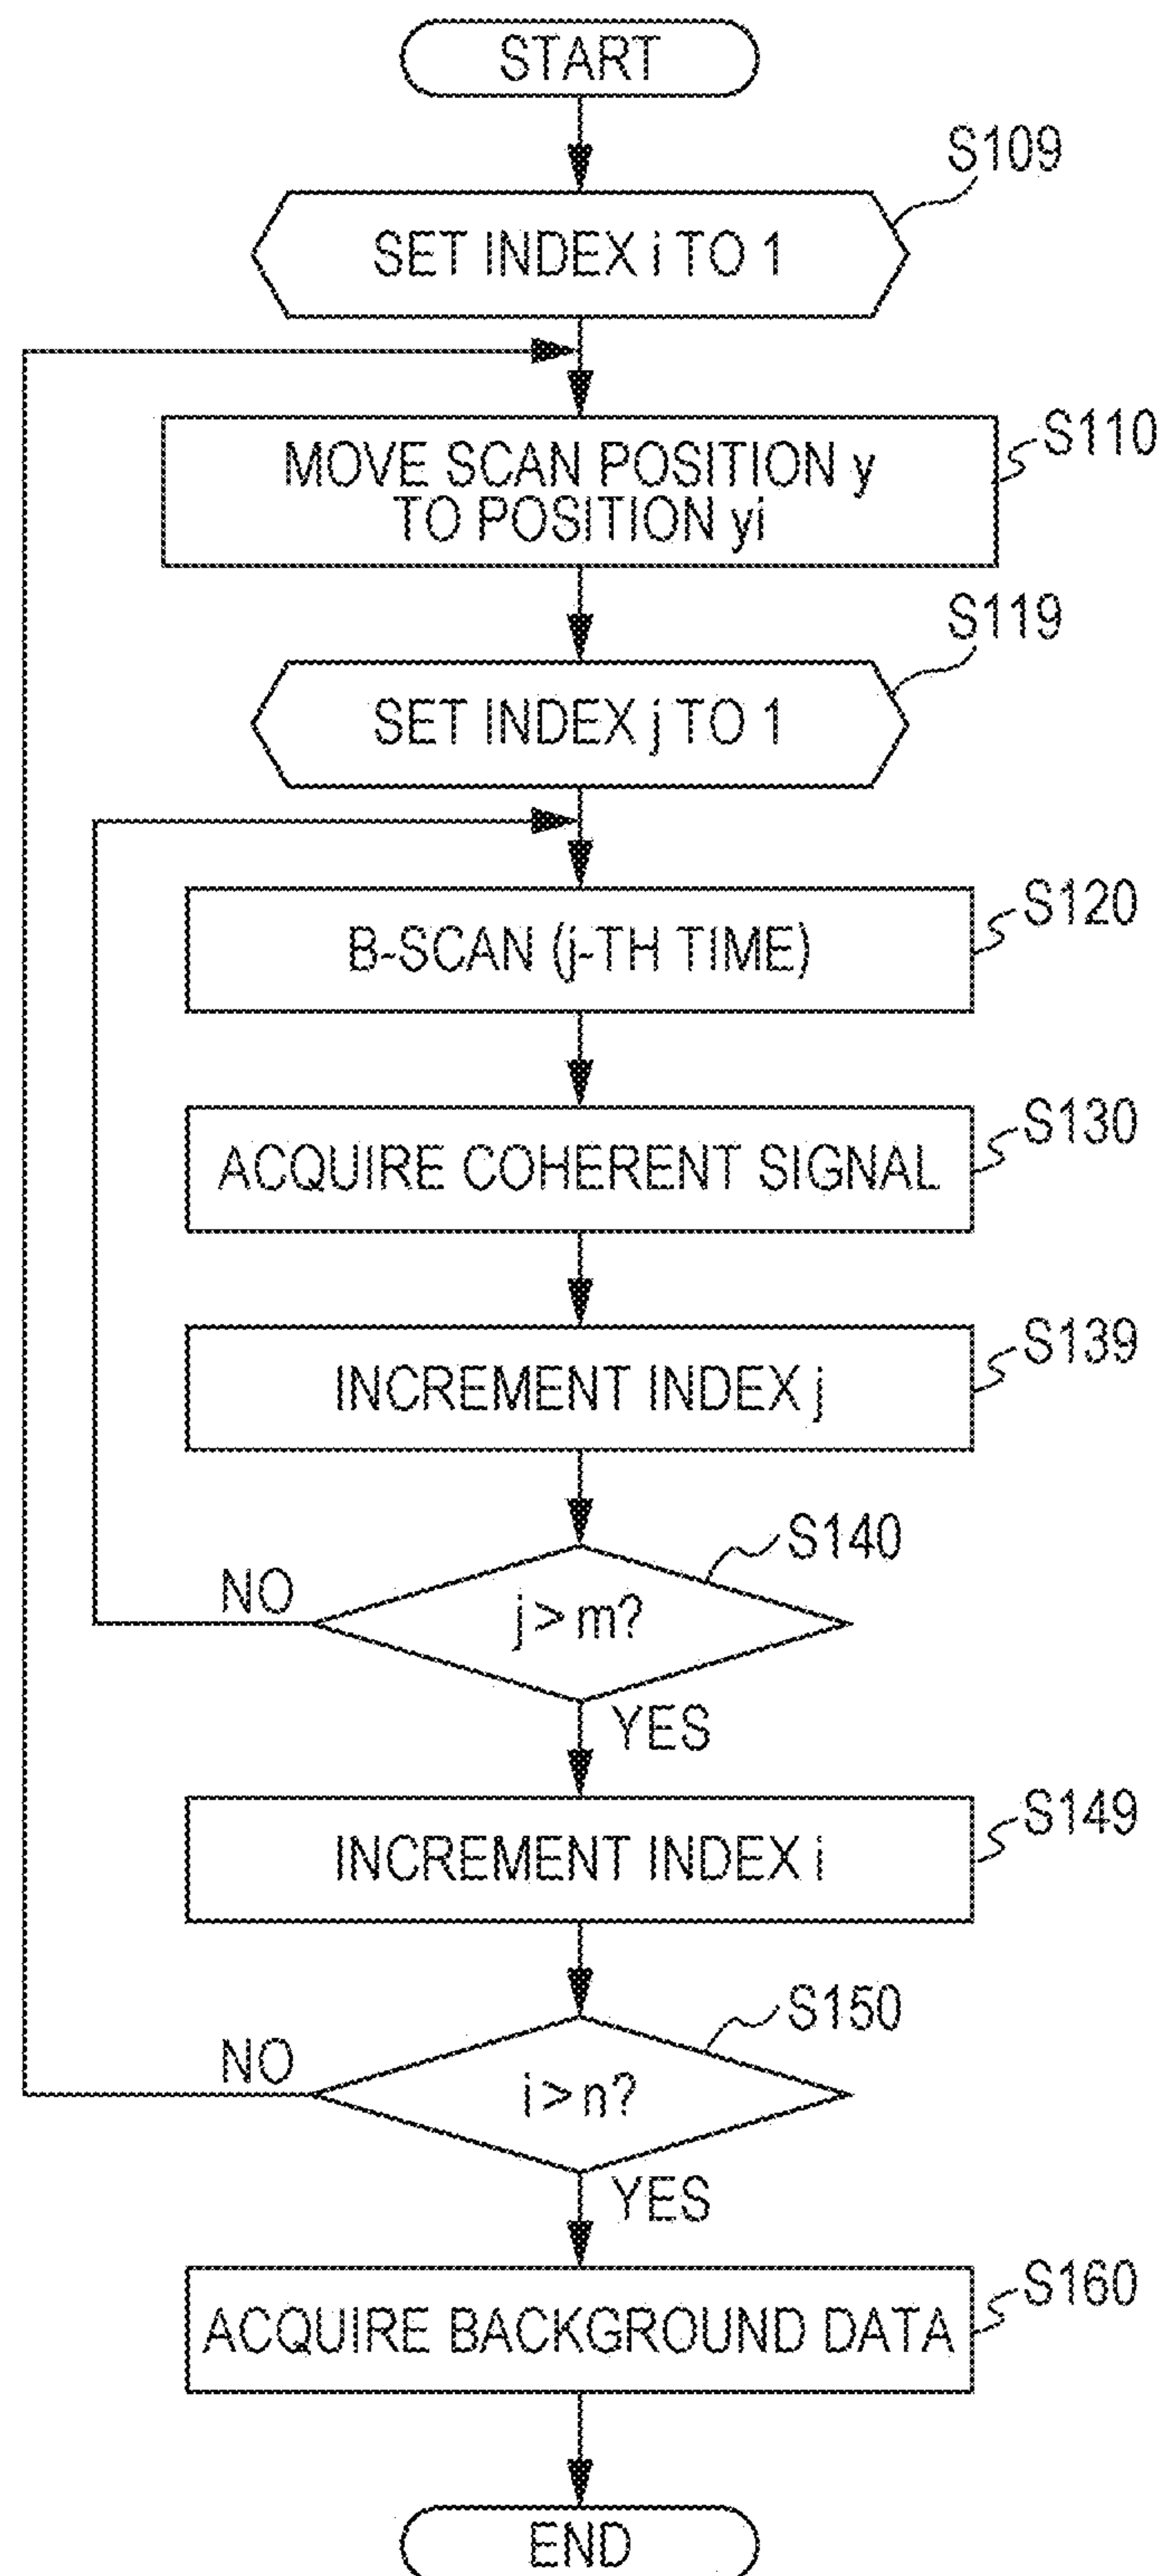 START
S109
SET INDEX i TO 1
S110
MOVE SCAN POSITION y
TO POSITION yi
S119
SET INDEX j TO 1
S120
B-SCAN (j-TH TIME)
S130
ACQUIRE COHERENT SIGNAL
S139
INCREMENT INDEX j
S140
NO
j > m?
YES
S149
INCREMENT INDEX i
S150
NO
i > n?
YES
S160
ACQUIRE BACKGROUND DATA
END